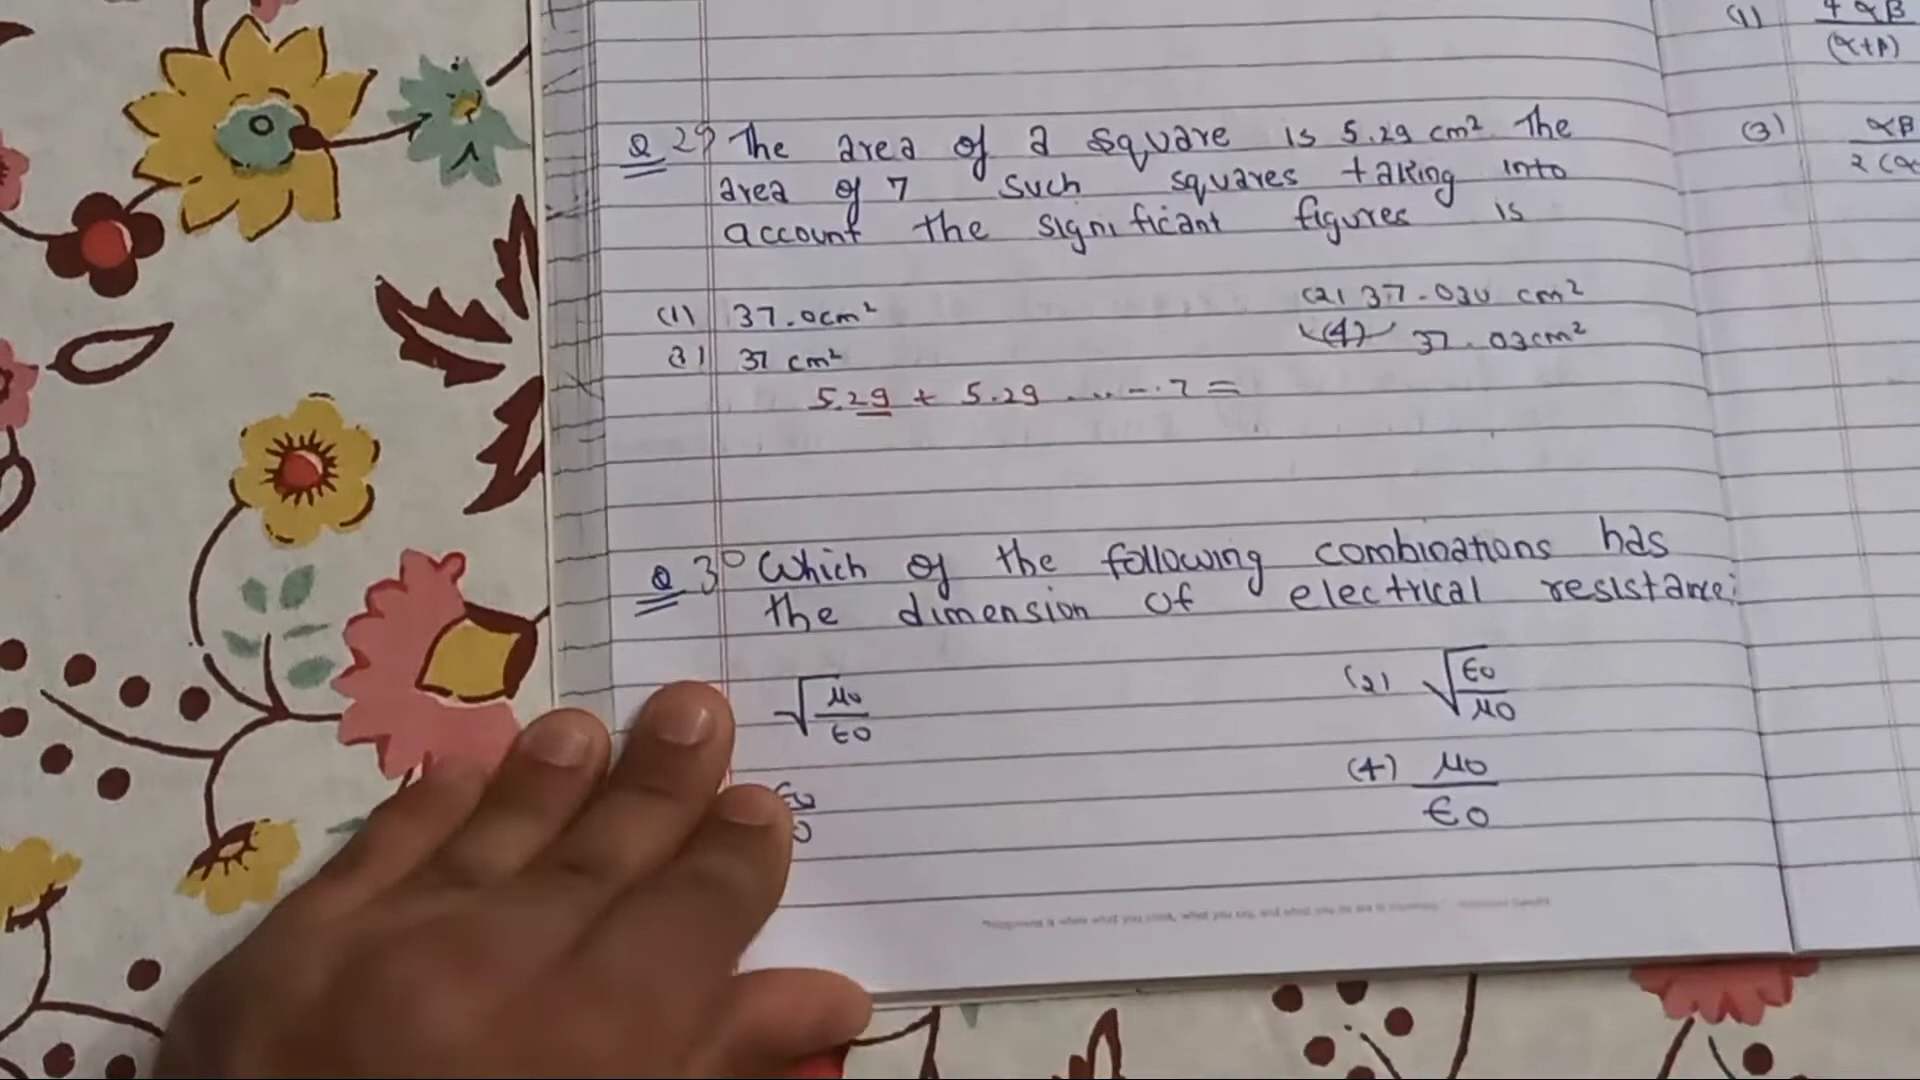 Q 29 The area of a square is 5.29 cm² The
area of 7 such squares taking into
account the significant figures is
(1) 37.0cm²
(2) 37.030 cm²
(3) 37 cm²
(4) 37.03cm²
5.29 + 5.29 ..... 7 =
Q 30 Which of the following combinations has
the dimension of electrical resistance:
√μ0/ε0
(2) √ε0/μ0
(4) μ0/ε0
(1) 4αβ/(α+β)
(3) αβ